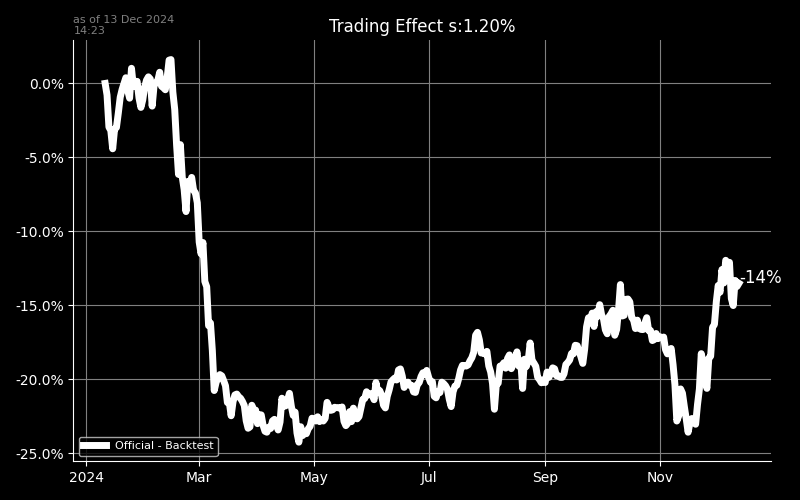 as of 13 Dec 2024
14:23
Trading Effect s:1.20%
0.0%
-5.0%
-10.0%
-15.0%
-20.0%
-25.0%
-14%
Official - Backtest
2024 Mar May Jul Sep Nov